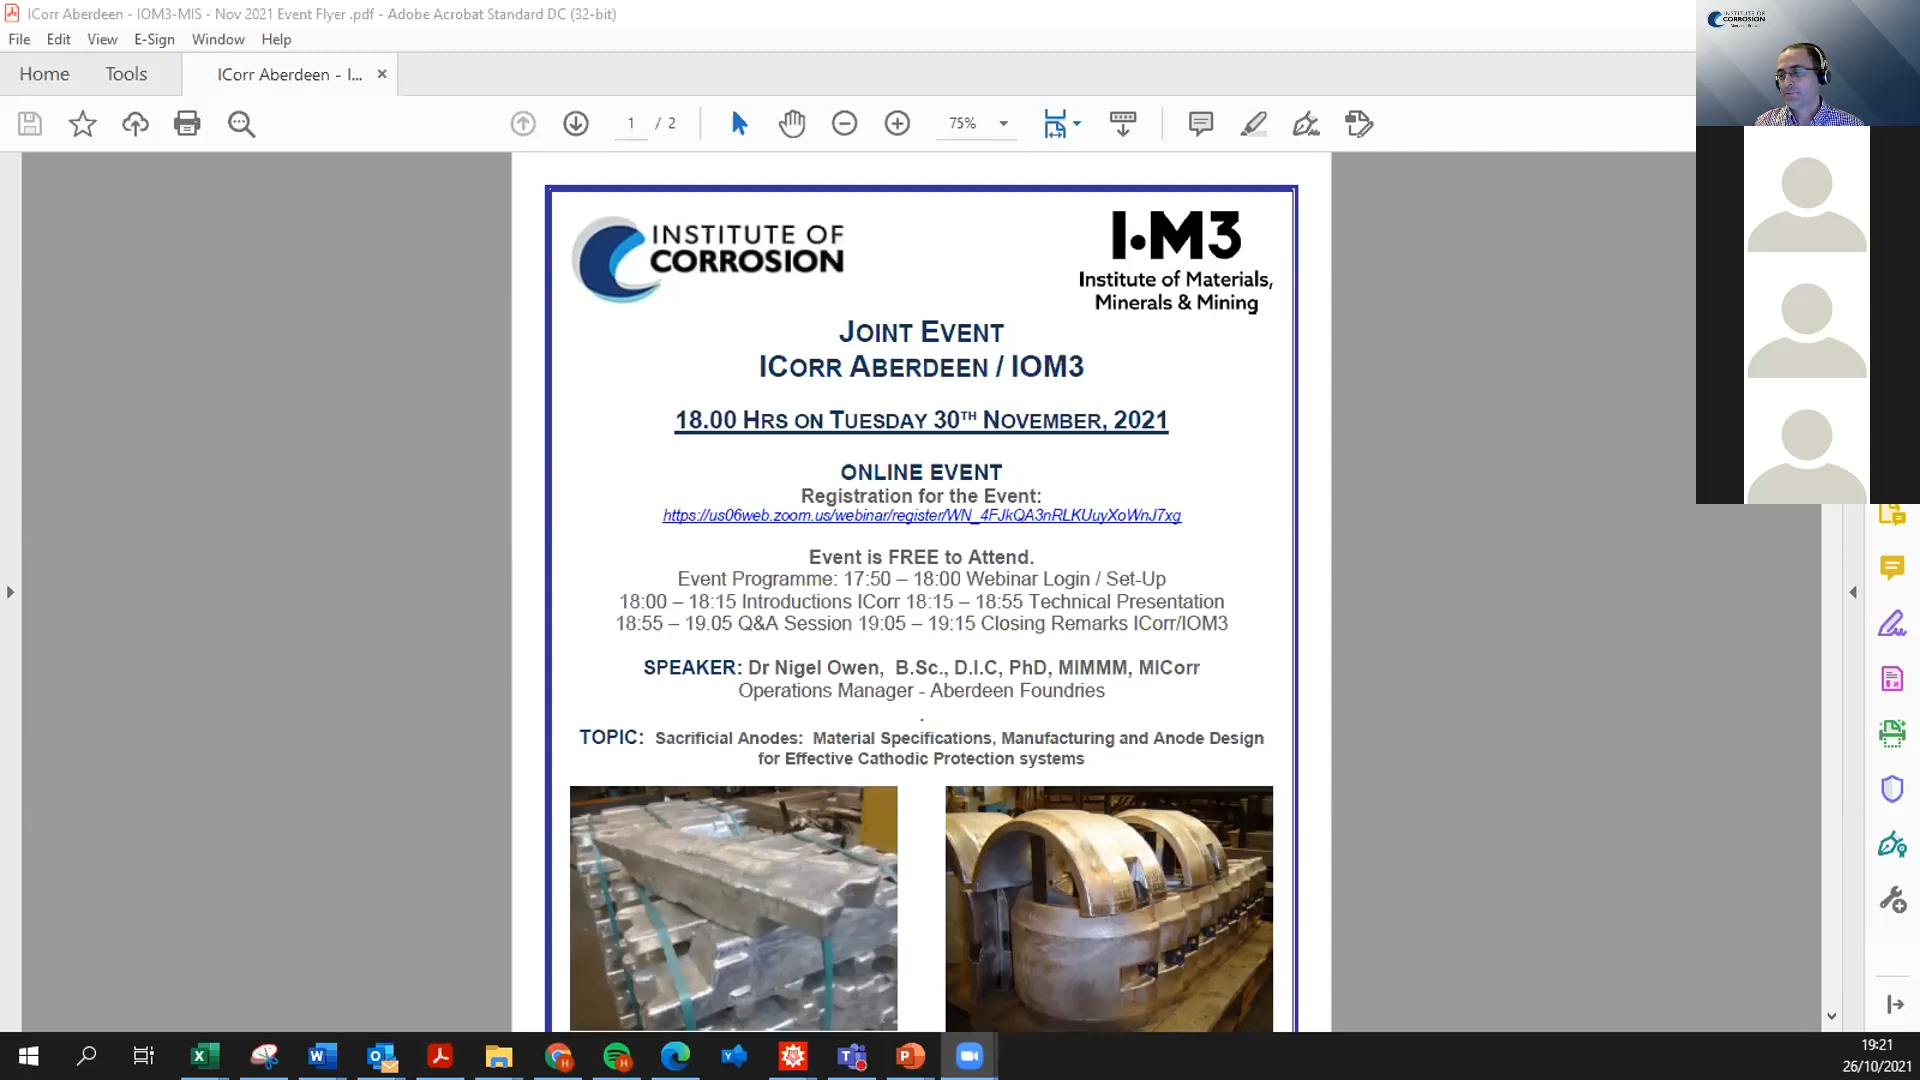 ICorr Aberdeen - IOM3-MIS - Nov 2021 Event Flyer .pdf - Adobe Acrobat Standard DC (32-bit)
File Edit View E-Sign Window Help
Home Tools ICorr Aberdeen - I... ×
1 / 2 75%
INSTITUTE OF
CORROSION
INSTITUTE OF
CORROSION
I·M3
Institute of Materials,
Minerals & Mining
JOINT EVENT
ICORR ABERDEEN / IOM3
18.00 HRS ON TUESDAY 30TH NOVEMBER, 2021
ONLINE EVENT
Registration for the Event:
https://us06web.zoom.us/webinar/register/WN_4FJkQA3nRLKUuyXoWnJ7xg
Event is FREE to Attend.
Event Programme: 17:50 – 18:00 Webinar Login / Set-Up
18:00 – 18:15 Introductions ICorr 18:15 – 18:55 Technical Presentation
18:55 – 19.05 Q&A Session 19:05 – 19:15 Closing Remarks ICorr/IOM3
SPEAKER: Dr Nigel Owen, B.Sc., D.I.C, PhD, MIMMM, MICorr
Operations Manager - Aberdeen Foundries
.
TOPIC: Sacrificial Anodes: Material Specifications, Manufacturing and Anode Design
for Effective Cathodic Protection systems
19:21
26/10/2021